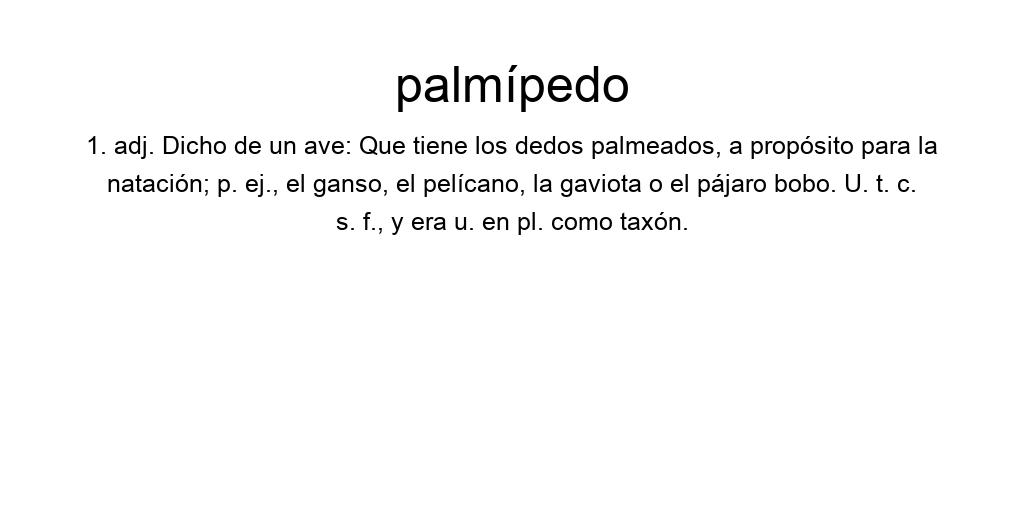 palmípedo
1. adj. Dicho de un ave: Que tiene los dedos palmeados, a propósito para la
natación; p. ej., el ganso, el pelícano, la gaviota o el pájaro bobo. U. t. c.
s. f., y era u. en pl. como taxón.